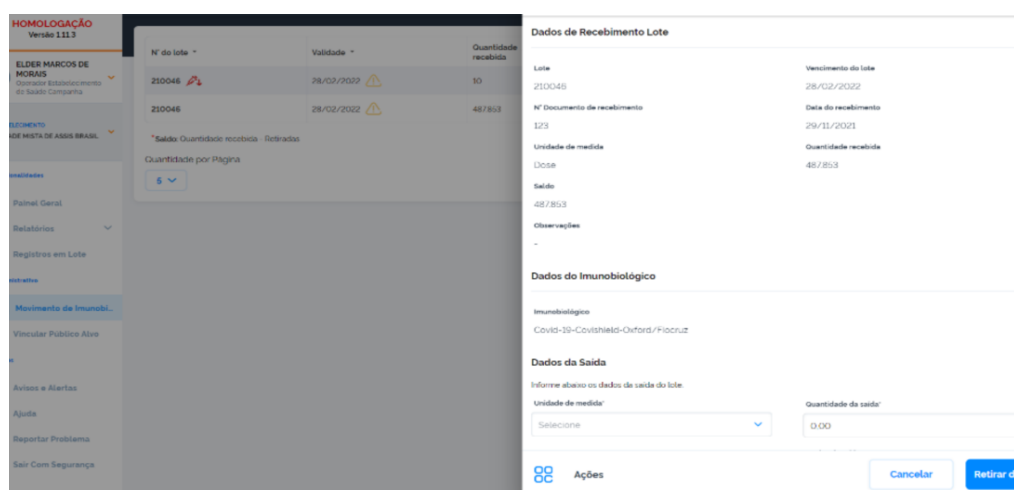 HOMOLOGAÇÃO
Versão 1.11.3
ELDER MARCOS DE
MORAIS
Operador Estabelecimento
de Saúde Campanha
ADE MISTA DE ASSIS BRASIL
Painel Geral
Relatórios
Registros em Lote
Movimento de Imunobi...
Vincular Público Alvo
Avisos e Alertas
Ajuda
Reportar Problema
Sair Com Segurança
N° do lote
Validade
Quantidade
recebida
210046
28/02/2022
10
210046
28/02/2022
487.853
*Saldo: Quantidade recebida - Retiradas
Quantidade por Página
5
Dados de Recebimento Lote
Lote
Vencimento do lote
210046
28/02/2022
N° Documento de recebimento
Data do recebimento
123
29/11/2021
Unidade de medida
Quantidade recebida
Dose
487.853
Saldo
487.853
Observações
-
Dados do Imunobiológico
Imunobiológico
Covid-19-Covishield-Oxford/Fiocruz
Dados da Saída
Informe abaixo os dados da saída do lote.
Unidade de medida*
Quantidade da saída*
Selecione
0.00
Ações
Cancelar
Retirar d